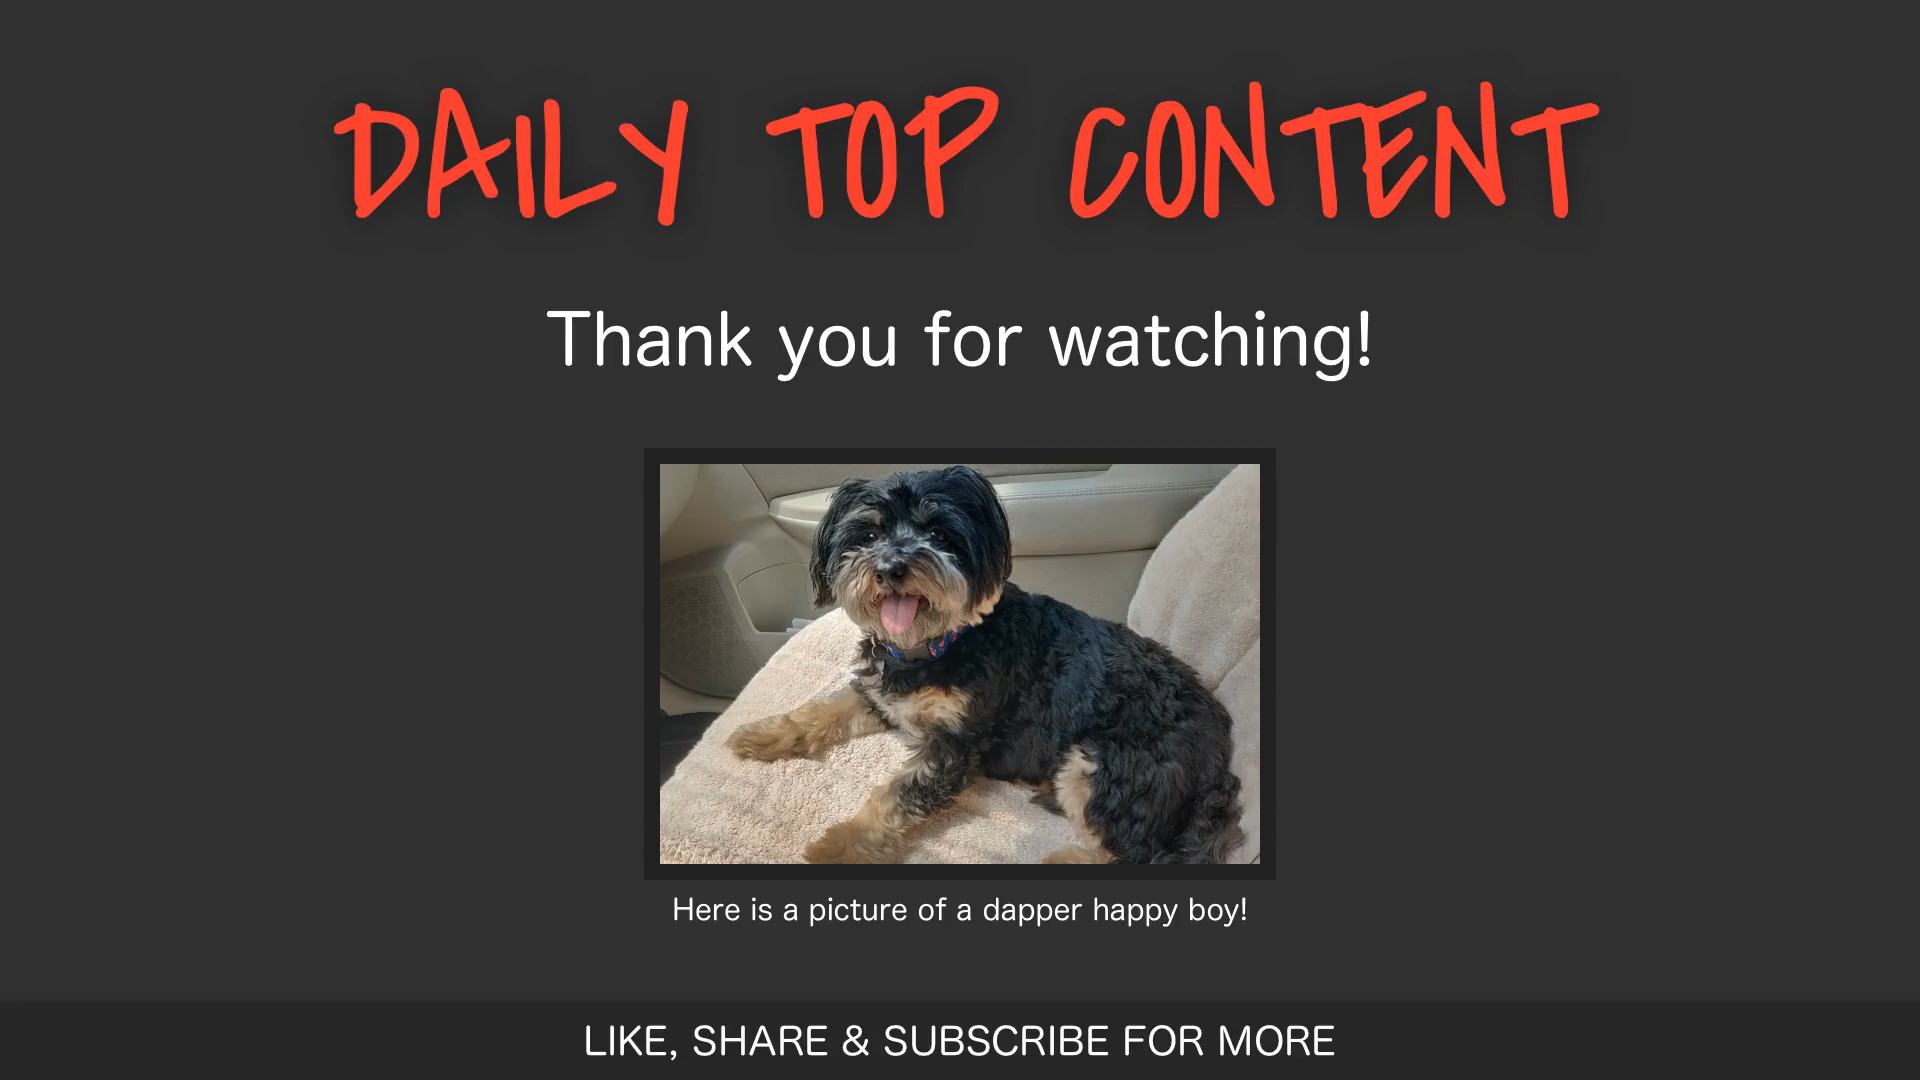 DAILY TOP CONTENT
Thank you for watching!
Here is a picture of a dapper happy boy!
LIKE, SHARE & SUBSCRIBE FOR MORE